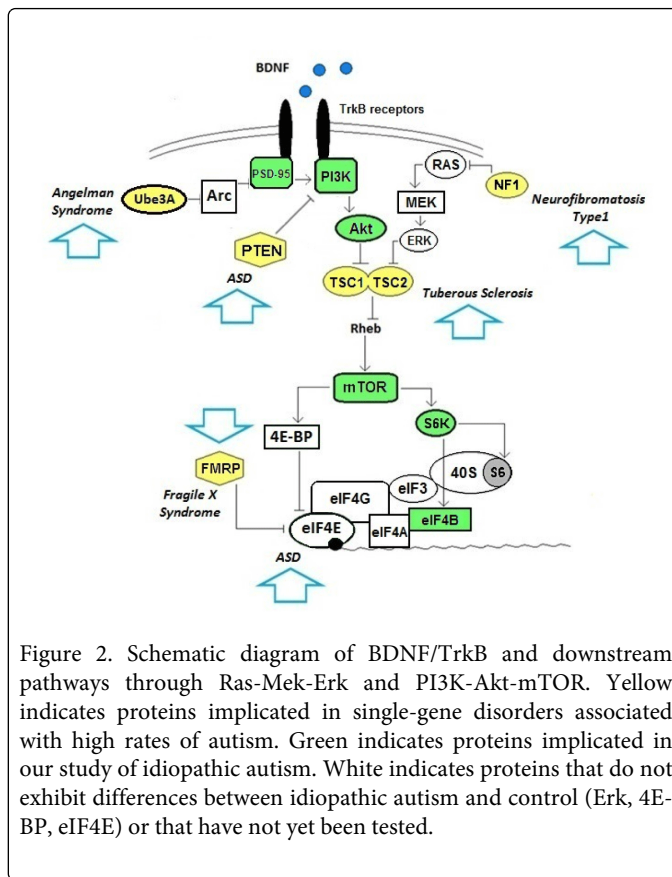 BDNF
TrkB receptors
PSD-95
PI3K
RAS
NF1
Angelman
Syndrome
Ube3A
Arc
MEK
Neurofibromatosis
Type1
Akt
ERK
PTEN
ASD
TSC1
TSC2
Tuberous Sclerosis
Rheb
mTOR
4E-BP
S6K
FMRP
Fragile X
Syndrome
eIF4G
eIF3
40S
S6
eIF4E
eIF4A
eIF4B
ASD
Figure 2. Schematic diagram of BDNF/TrkB and downstream
pathways through Ras-Mek-Erk and PI3K-Akt-mTOR. Yellow
indicates proteins implicated in single-gene disorders associated
with high rates of autism. Green indicates proteins implicated in
our study of idiopathic autism. White indicates proteins that do not
exhibit differences between idiopathic autism and control (Erk, 4E-
BP, eIF4E) or that have not yet been tested.